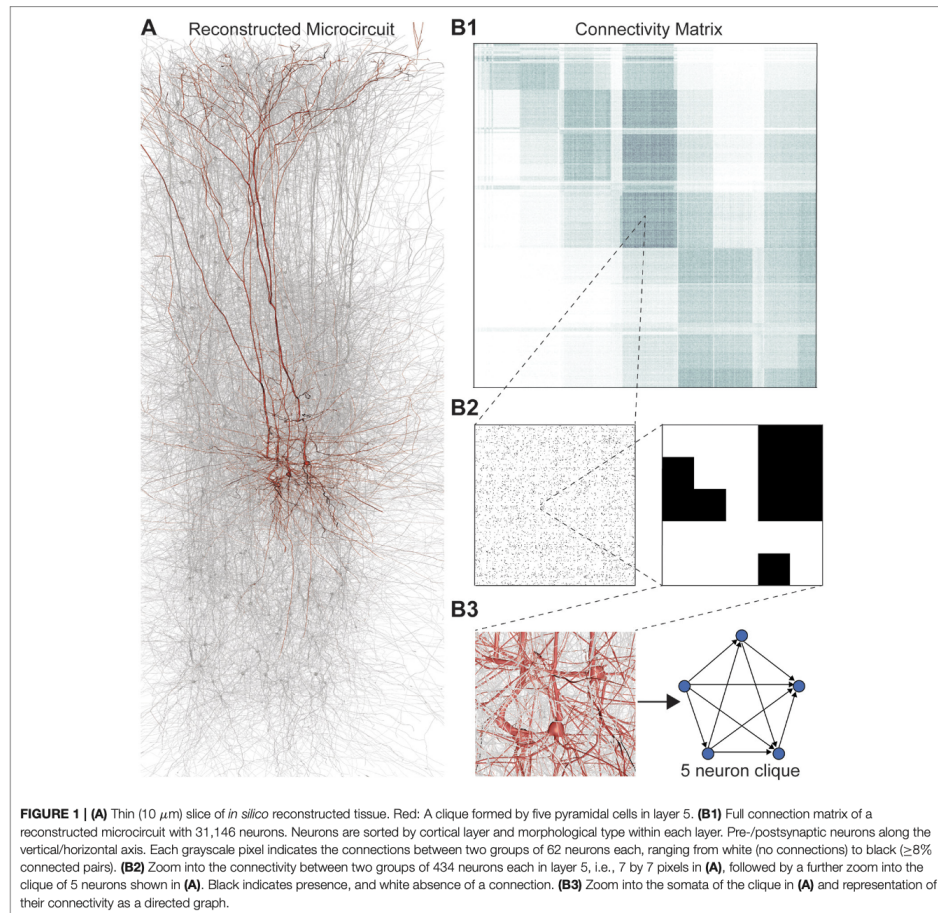 A
Reconstructed Microcircuit
B1
Connectivity Matrix
B2
B3
5 neuron clique
FIGURE 1 | (A) Thin (10 μm) slice of in silico reconstructed tissue. Red: A clique formed by five pyramidal cells in layer 5. (B1) Full connection matrix of a
reconstructed microcircuit with 31,146 neurons. Neurons are sorted by cortical layer and morphological type within each layer. Pre-/postsynaptic neurons along the
vertical/horizontal axis. Each grayscale pixel indicates the connections between two groups of 62 neurons each, ranging from white (no connections) to black (≥8%
connected pairs). (B2) Zoom into the connectivity between two groups of 434 neurons each in layer 5, i.e., 7 by 7 pixels in (A), followed by a further zoom into the
clique of 5 neurons shown in (A). Black indicates presence, and white absence of a connection. (B3) Zoom into the somata of the clique in (A) and representation of
their connectivity as a directed graph.